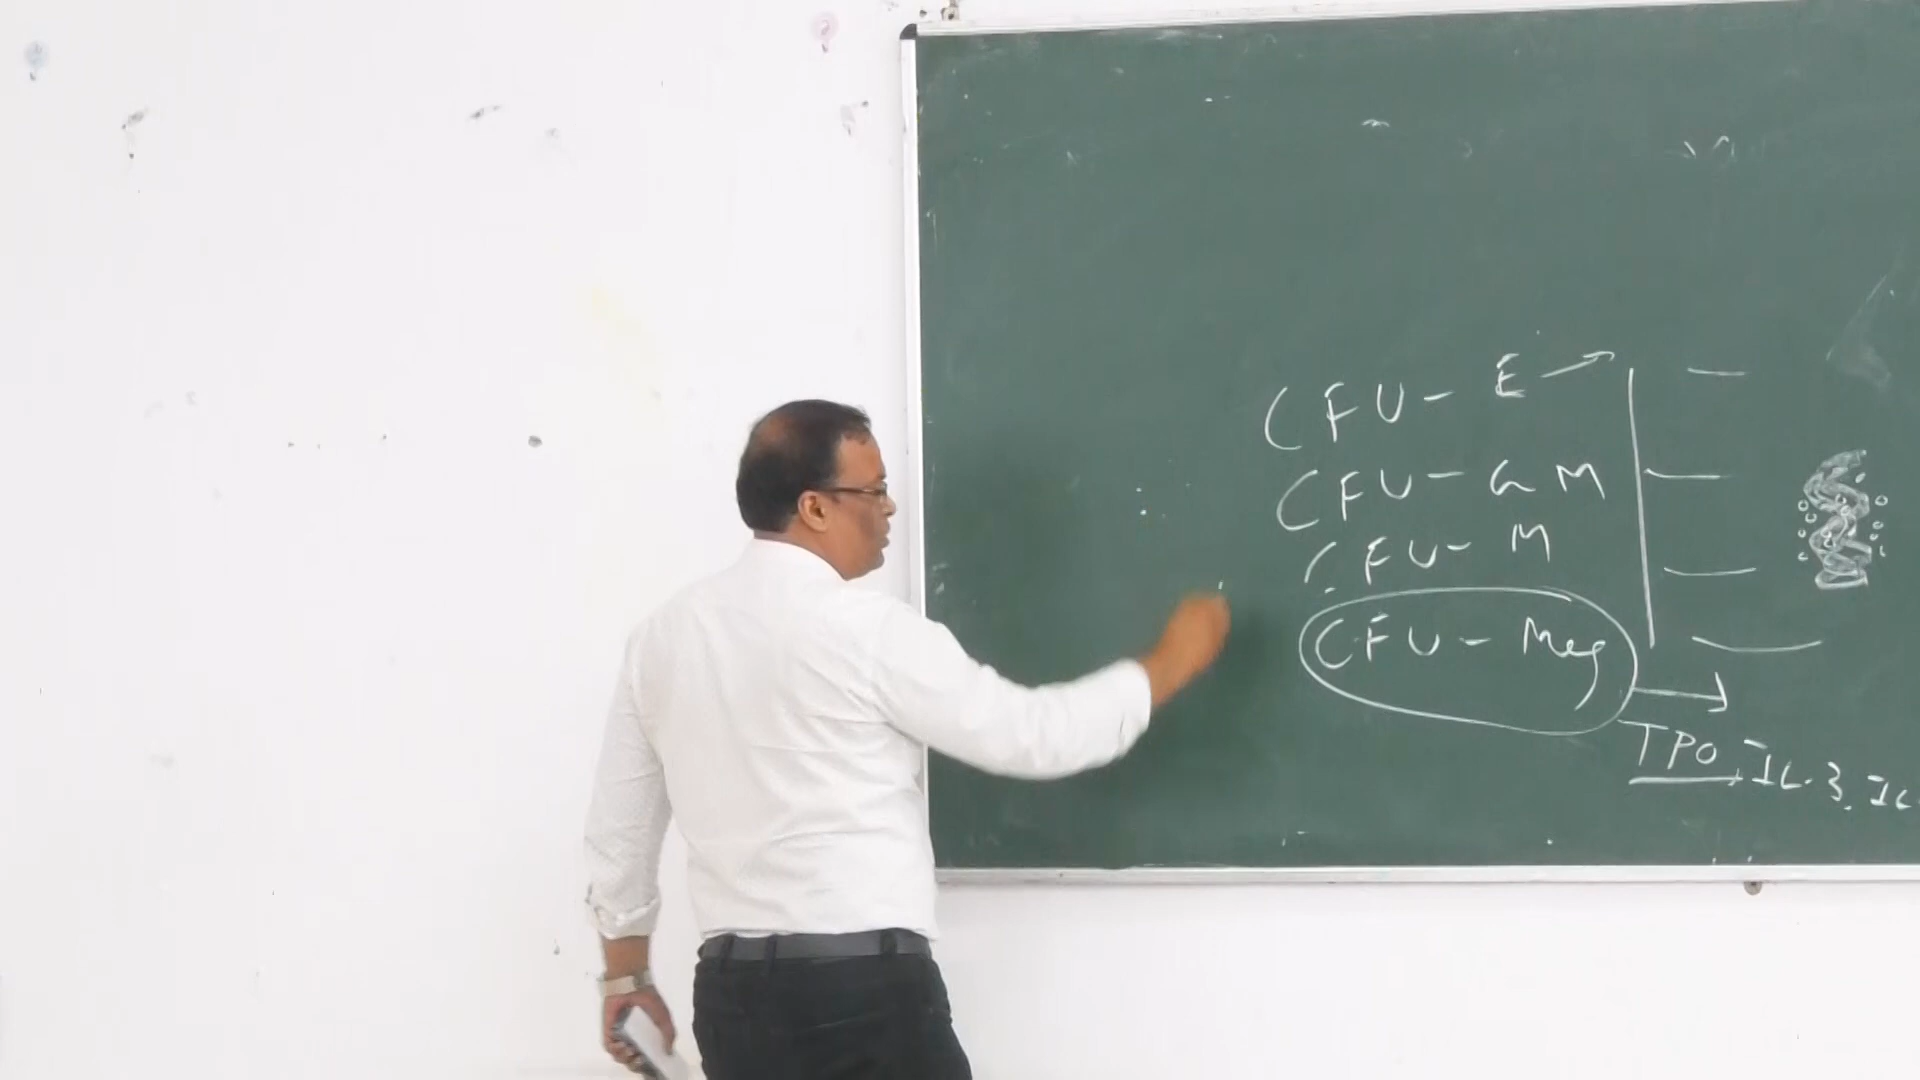 CFU - E
CFU - GM
CFU - M
CFU - Meg
TPO, IL-3, IL-